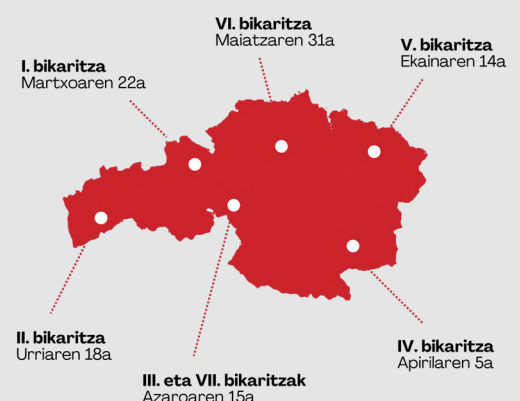 VI. bikaritza
Maiatzaren 31a
V. bikaritza
Ekainaren 14a
I. bikaritza
Martxoaren 22a
II. bikaritza
Urriaren 18a
IV. bikaritza
Apirilaren 5a
III. eta VII. bikaritzak
Azaroaren 15a